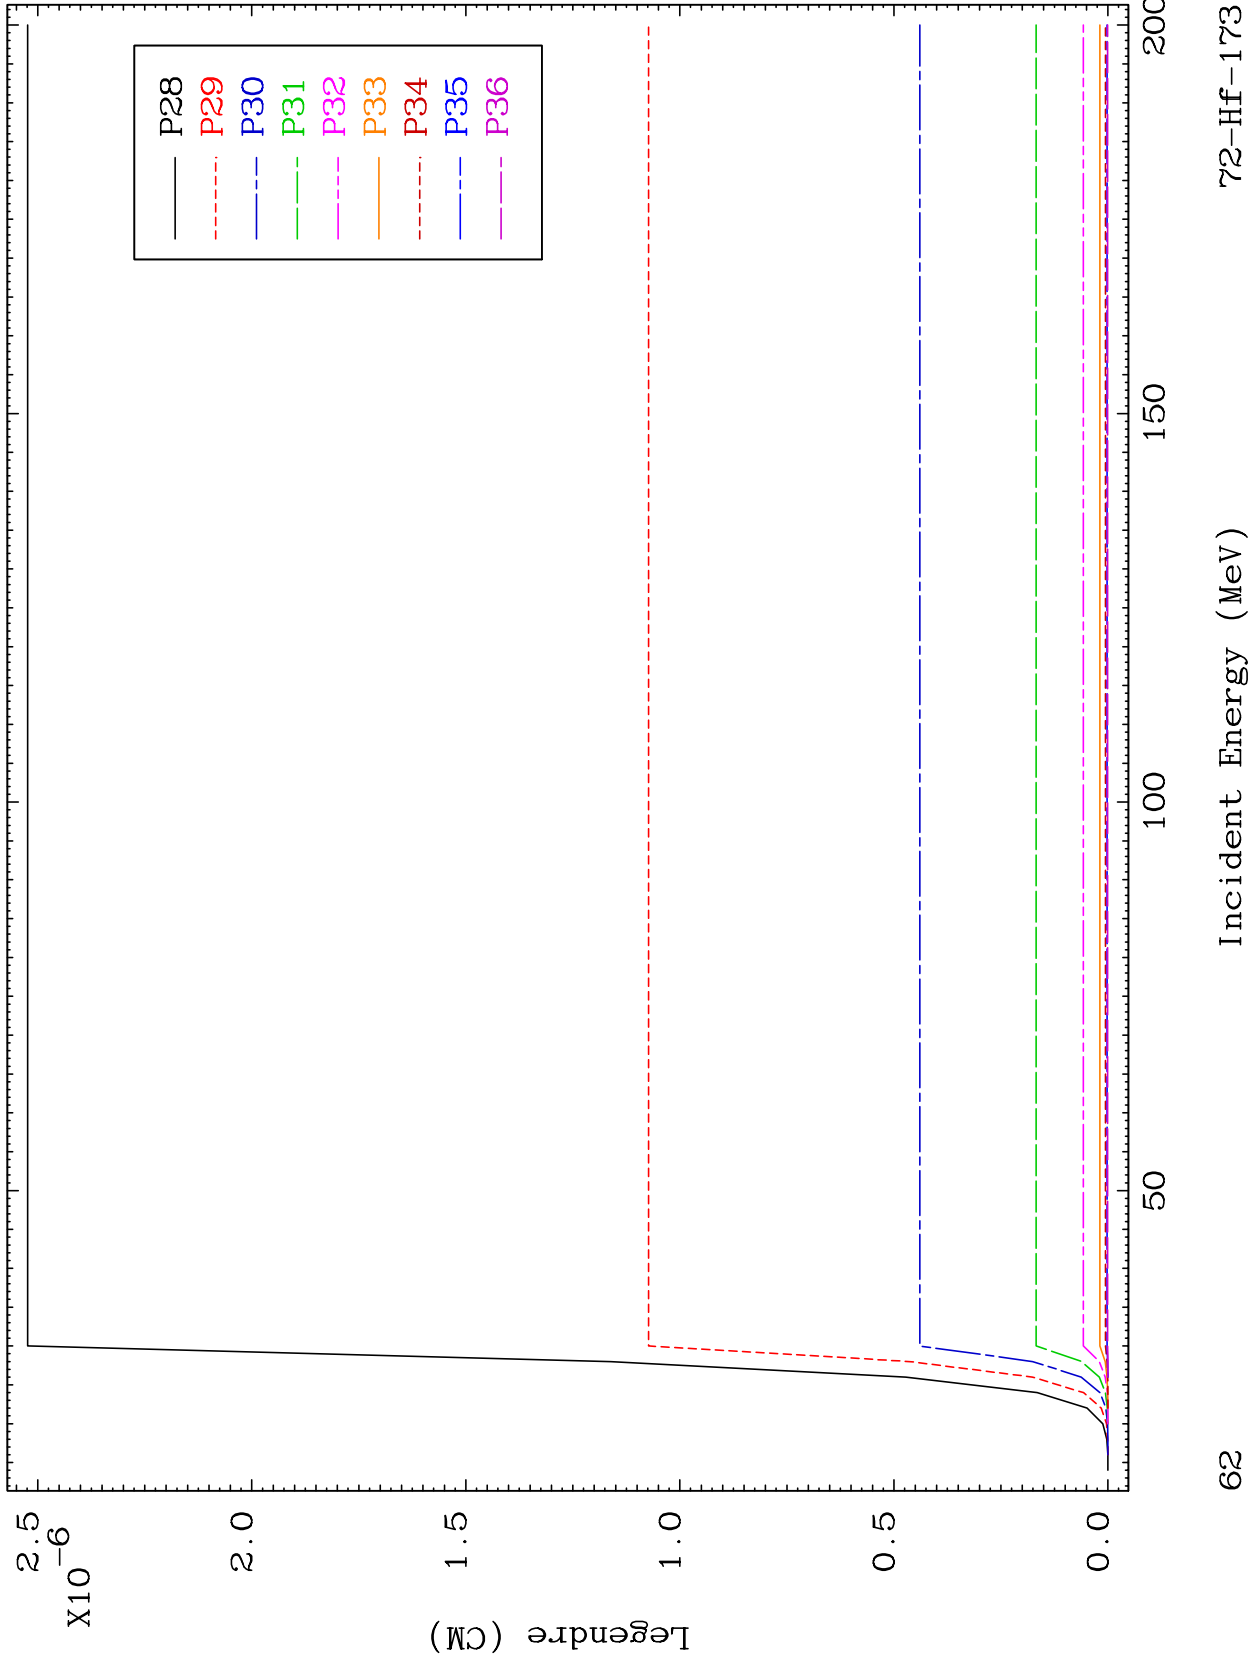 Legendre (CM)
X10-6
2.5
2.0
1.5
1.0
0.5
0.0
P28
P29
P30
P31
P32
P33
P34
P35
P36
50
100
150
200
Incident Energy (MeV)
62
72-Hf-173